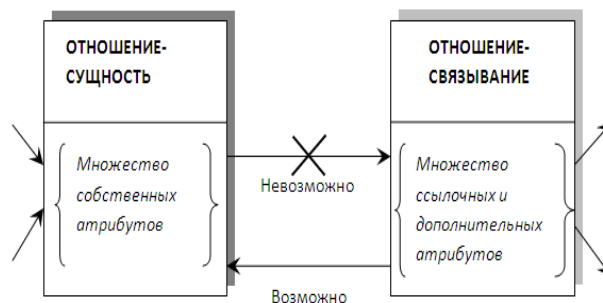 ОТНОШЕНИЕ-
СУЩНОСТЬ
Множество
собственных
атрибутов
Невозможно
Возможно
ОТНОШЕНИЕ-
СВЯЗЫВАНИЕ
Множество
ссылочных и
дополнительных
атрибутов